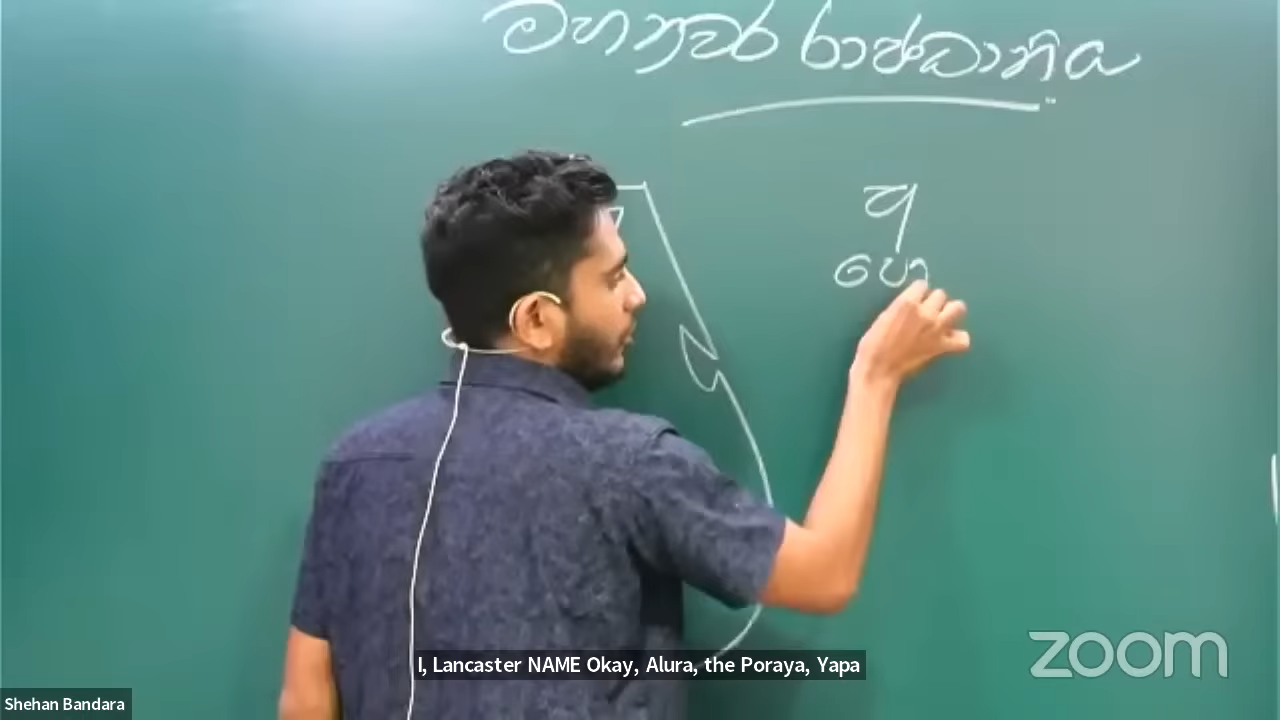 මහනුවර රාජධානිය
අ
පො
I, Lancaster NAME Okay, Alura, the Poraya, Yapa
zoom
Shehan Bandara